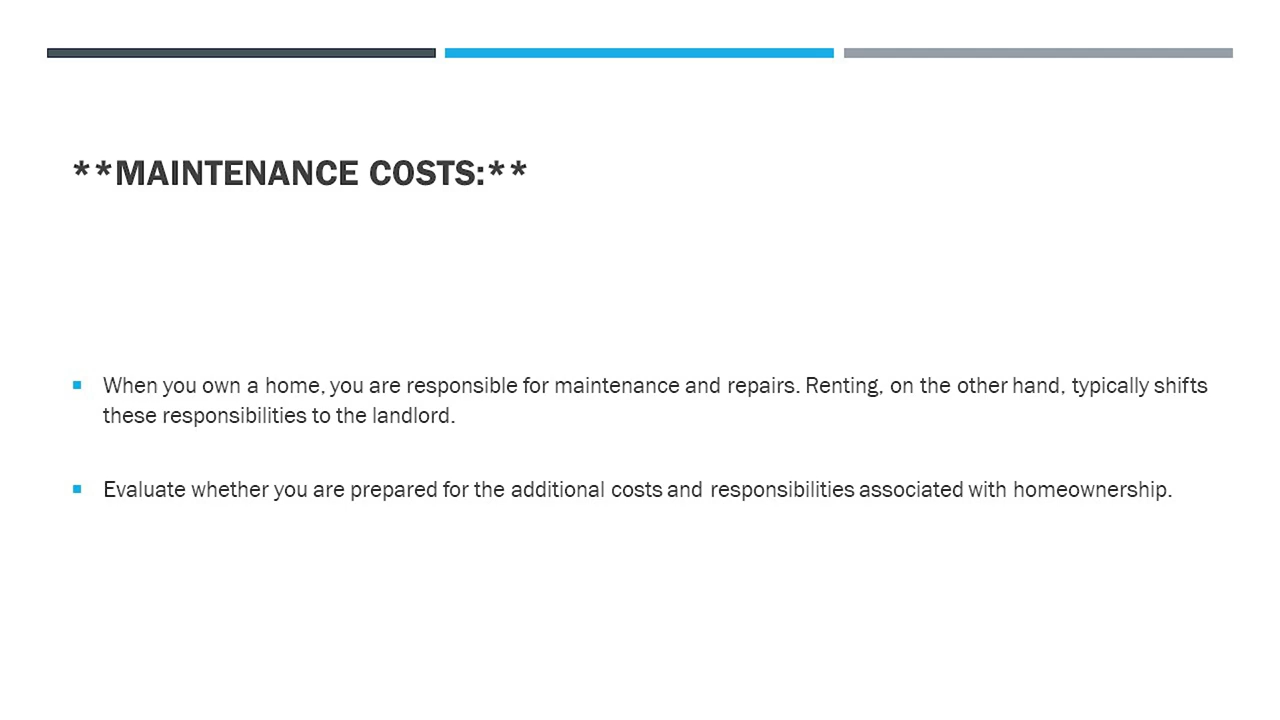 **MAINTENANCE COSTS:**
When you own a home, you are responsible for maintenance and repairs. Renting, on the other hand, typically shifts
these responsibilities to the landlord.
Evaluate whether you are prepared for the additional costs and responsibilities associated with homeownership.